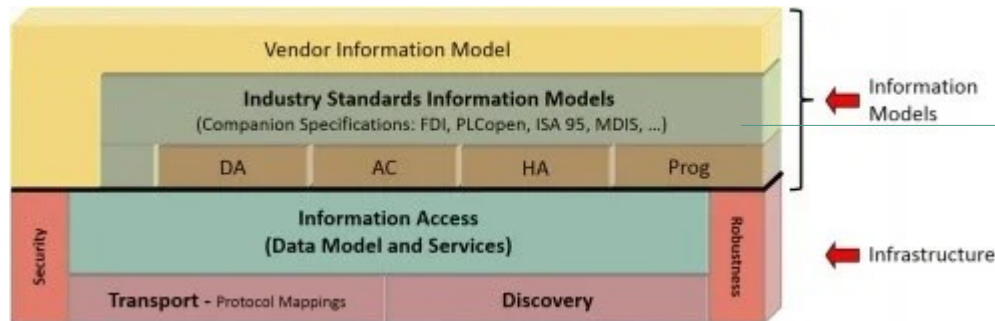 Vendor Information Model
Industry Standards Information Models
(Companion Specifications: FDI, PLCopen, ISA 95, MDIS, ...)
DA
AC
HA
Prog
Information
Models
Security
Information Access
(Data Model and Services)
Robustness
Infrastructure
Transport - Protocol Mappings
Discovery